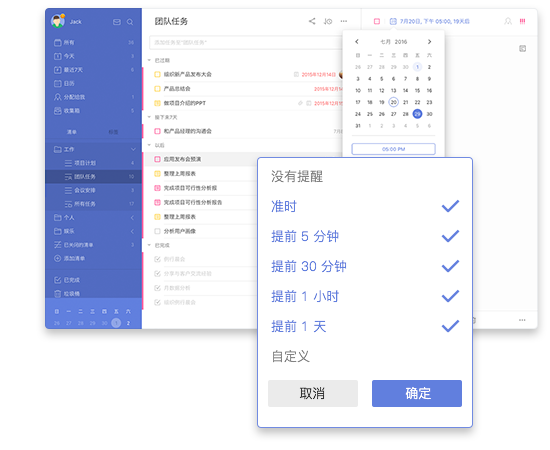 Jack
所有
今天
最近7天
日历
分配给我
收集箱
清单
标签
工作
项目计划 4
团队任务
会议安排
所有任务
个人
娱乐
已关闭的清单
添加清单
已完成
垃圾桶
日 一 二 三 四 五 六
26 27 28 29 30 1 2
团队任务
添加任务至“团队任务”
已过期
组织新产品发布大会 2015年12月14日
产品总结会 2015年12月14日
做项目介绍的PPT 2015年12月1
接下来7天
和产品经理的沟通会
以后
应用发布会预演
整理上周报表
完成项目可行性分析报
完成项目可行性分析报告
整理上周报表
分析用户画像
已完成
7月20日, 下午 05:00, 19天后
七月 2016
日 一 二 三 四 五 六
26 27 28 29 30 1 2
3 4 5 6 7 8 9
10 11 12 13 14 15 16
17 18 19 20 21 22 23
24 25 26 27 28 29 30
31 1 2 3 4 5 6
05:00 PM
没有提醒
准时
提前 5 分钟
提前 30 分钟
提前 1 小时
提前 1 天
自定义
取消 确定